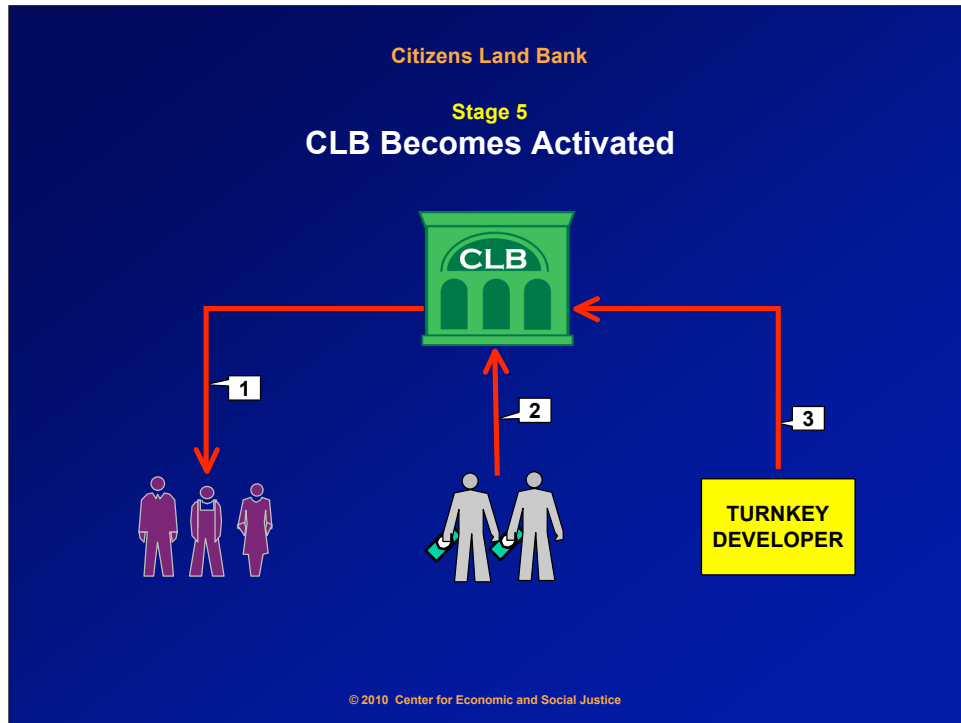 Citizens Land Bank
Stage 5
CLB Becomes Activated
CLB
1
2
3
TURNKEY
DEVELOPER
© 2010 Center for Economic and Social Justice